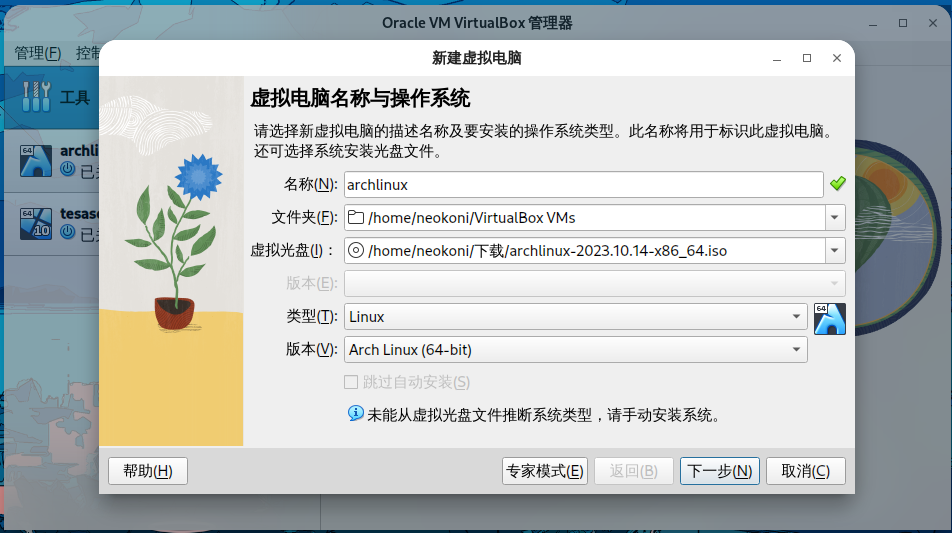 Oracle VM VirtualBox 管理器
管理(F) 控制
新建虚拟电脑
工具
虚拟电脑名称与操作系统
请选择新虚拟电脑的描述名称及要安装的操作系统类型。此名称将用于标识此虚拟电脑。
还可选择系统安装光盘文件。
64
archli
已
64
10
tesaso
已
名称(N): archlinux
文件夹(F): /home/neokoni/VirtualBox VMs
虚拟光盘(I)： /home/neokoni/下载/archlinux-2023.10.14-x86_64.iso
版本(E):
类型(T): Linux
64
版本(V): Arch Linux (64-bit)
跳过自动安装(S)
未能从虚拟光盘文件推断系统类型，请手动安装系统。
帮助(H) 专家模式(E) 返回(B) 下一步(N) 取消(C)